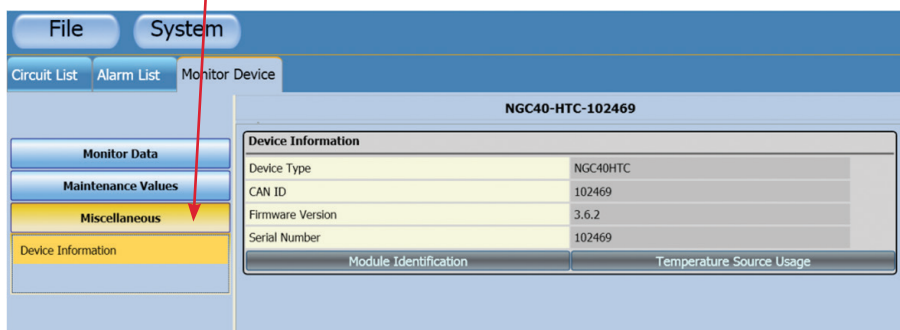 File System
Circuit List Alarm List Monitor Device
NGC40-HTC-102469
Monitor Data
Maintenance Values
Miscellaneous
Device Information
Device Information
Device Type NGC40HTC
CAN ID 102469
Firmware Version 3.6.2
Serial Number 102469
Module Identification Temperature Source Usage